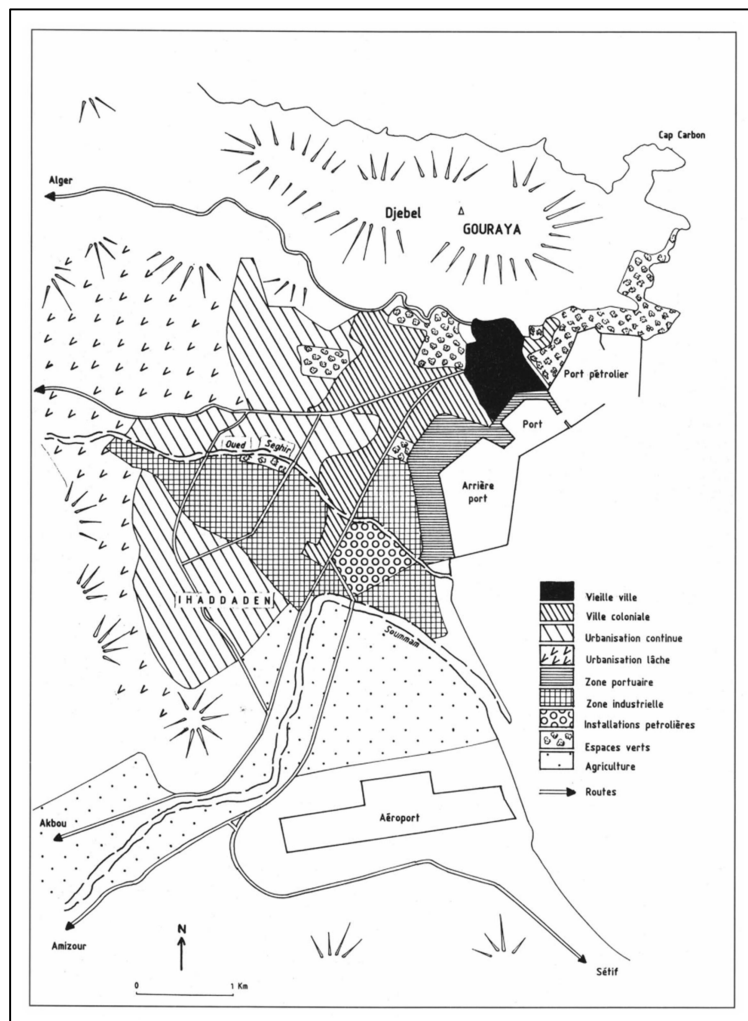 Cap Carbon
Alger
Djebel
GOURAYA
Port pétrolier
Port
Oued Seghir
Arrière
port
IHADDADEN
Soummam
Vieille ville
Ville coloniale
Urbanisation continue
Urbanisation lâche
Zone portuaire
Zone industrielle
Installations petrolières
Espaces verts
Agriculture
Routes
Aéroport
Akbou
Amizour
N
0 1 Km
Sétif